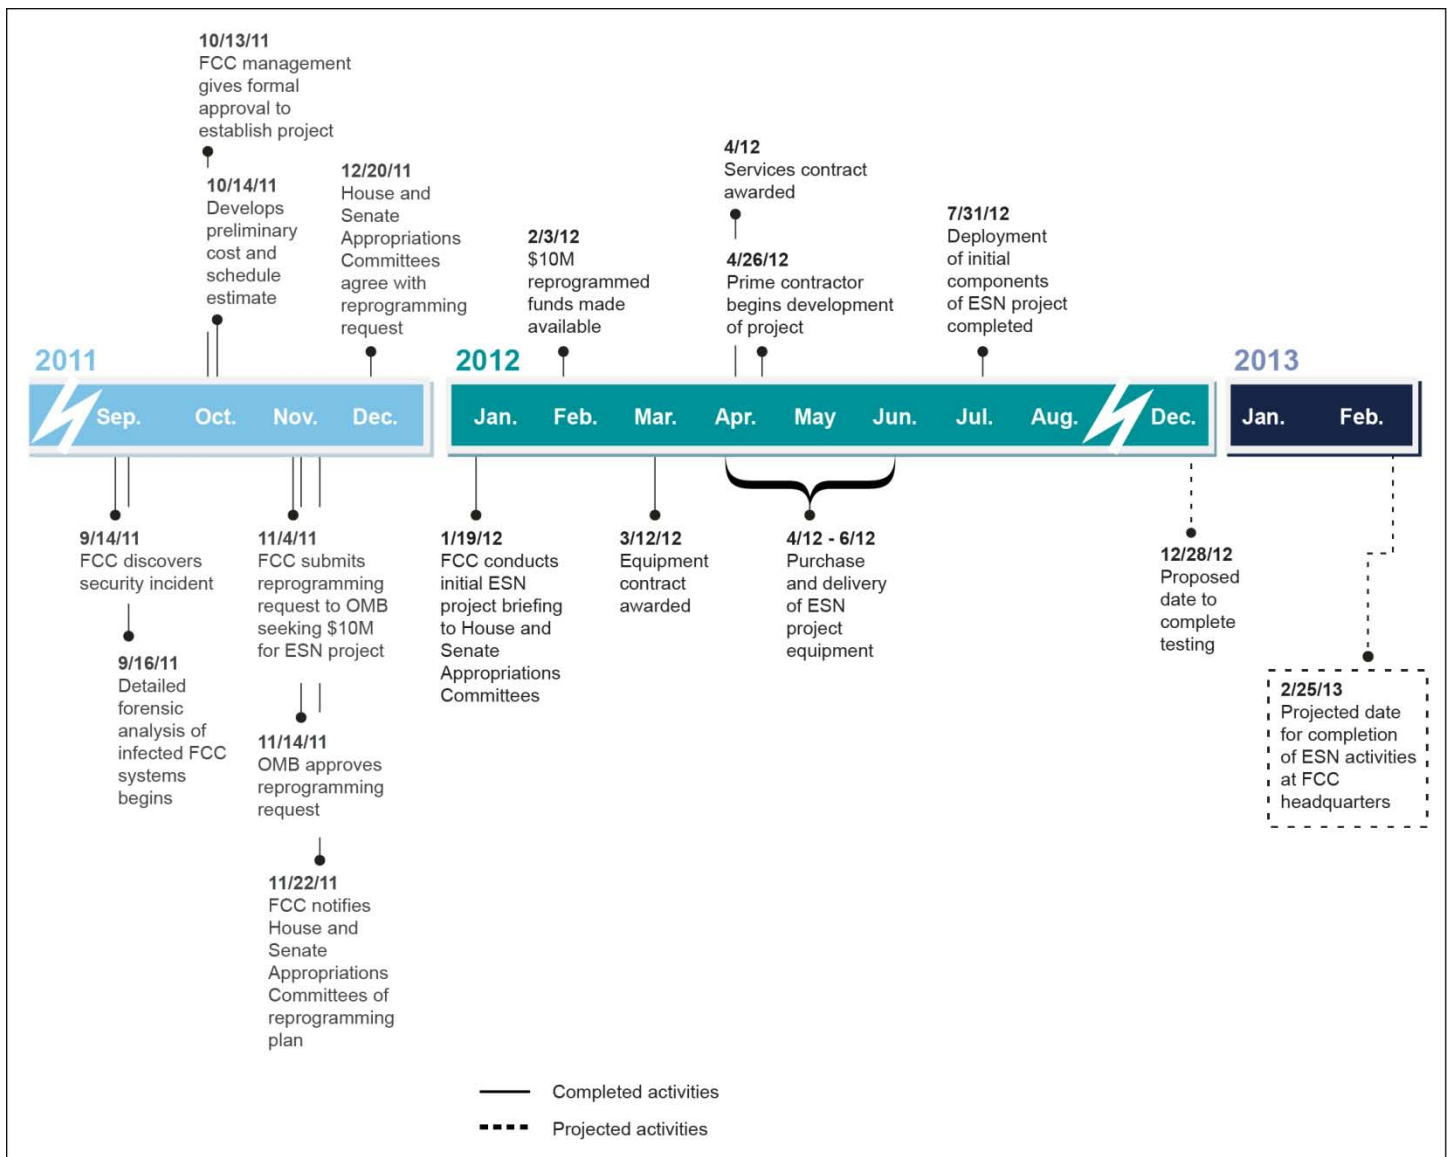 10/13/11
FCC management
gives formal
approval to
establish project
10/14/11
Develops
preliminary
cost and
schedule
estimate
12/20/11
House and
Senate
Appropriations
Committees
agree with
reprogramming
request
2/3/12
$10M
reprogrammed
funds made
available
4/12
Services contract
awarded
4/26/12
Prime contractor
begins development
of project
7/31/12
Deployment
of initial
components
of ESN project
completed
2011
2012
2013
Sep. Oct. Nov. Dec. Jan. Feb. Mar. Apr. May Jun. Jul. Aug. Dec. Jan. Feb.
9/14/11
FCC discovers
security incident
9/16/11
Detailed
forensic
analysis of
infected FCC
systems
begins
11/4/11
FCC submits
reprogramming
request to OMB
seeking $10M
for ESN project
11/14/11
OMB approves
reprogramming
request
11/22/11
FCC notifies
House and
Senate
Appropriations
Committees of
reprogramming
plan
1/19/12
FCC conducts
initial ESN
project briefing
to House and
Senate
Appropriations
Committees
3/12/12
Equipment
contract
awarded
4/12 - 6/12
Purchase
and delivery
of ESN
project
equipment
12/28/12
Proposed
date to
complete
testing
2/25/13
Projected date
for completion
of ESN activities
at FCC
headquarters
Completed activities
Projected activities